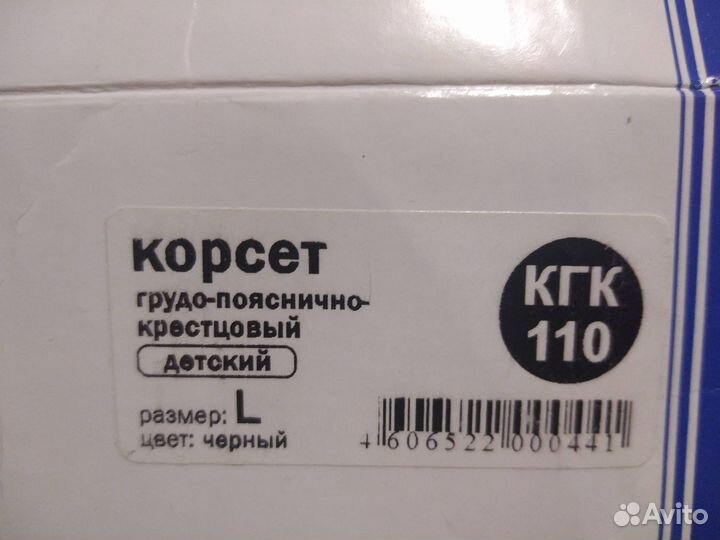 корсет
грудо-пояснично-
крестцовый
детский
размер: L
цвет: черный
КГК
110
4 606522 000441
Avito